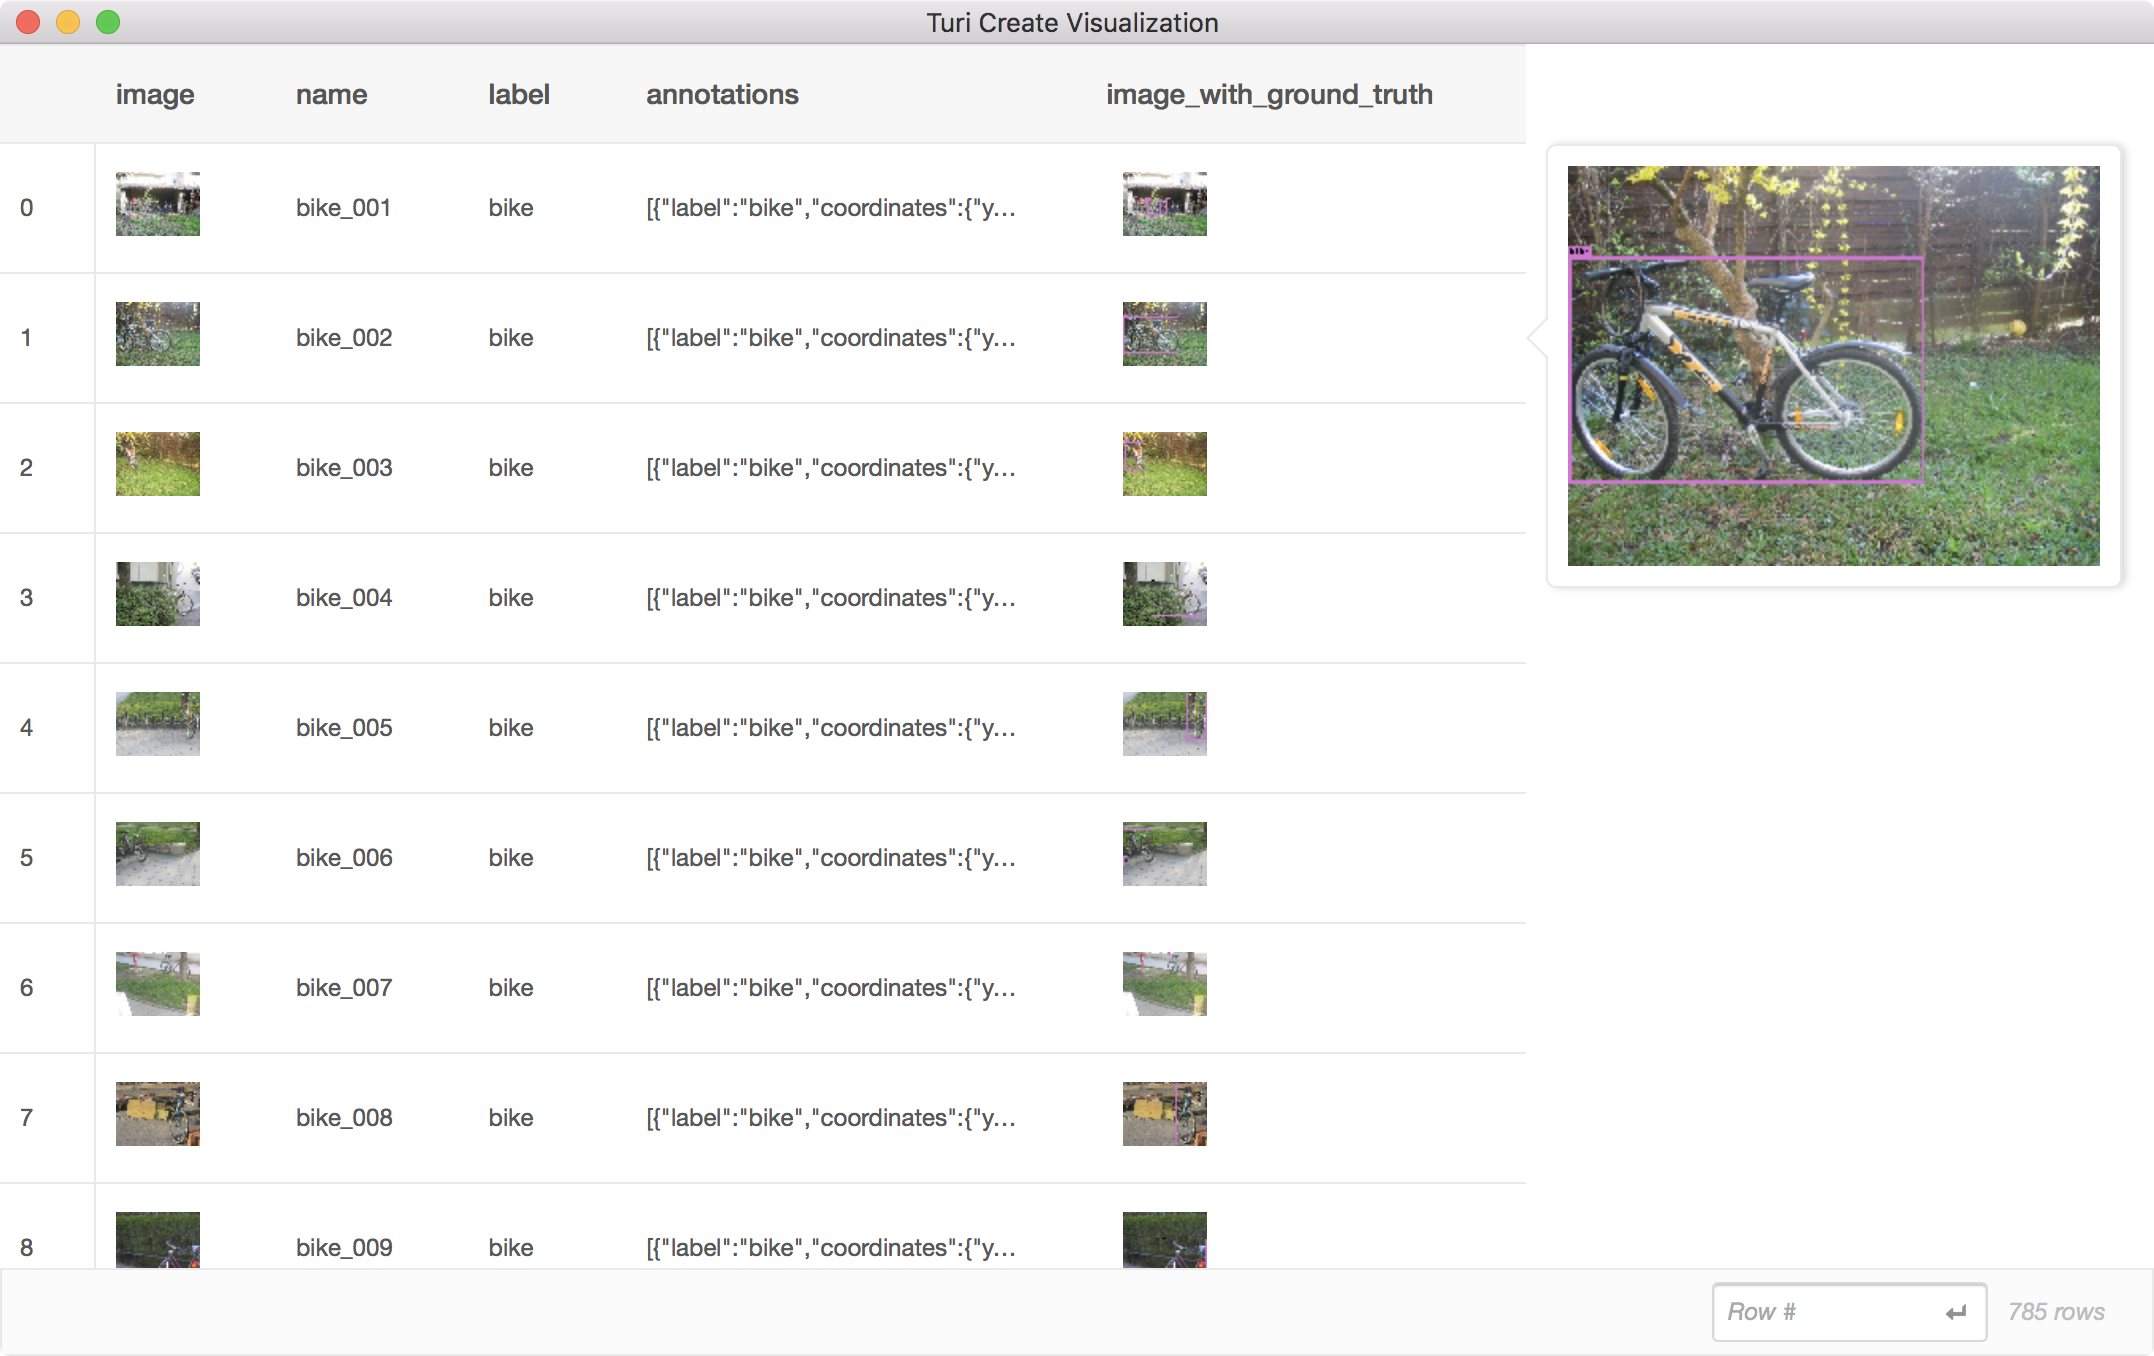 Turi Create Visualization
image name label annotations image_with_ground_truth
0 bike_001 bike [{"label":"bike","coordinates":{"y...
1 bike_002 bike [{"label":"bike","coordinates":{"y...
2 bike_003 bike [{"label":"bike","coordinates":{"y...
3 bike_004 bike [{"label":"bike","coordinates":{"y...
4 bike_005 bike [{"label":"bike","coordinates":{"y...
5 bike_006 bike [{"label":"bike","coordinates":{"y...
6 bike_007 bike [{"label":"bike","coordinates":{"y...
7 bike_008 bike [{"label":"bike","coordinates":{"y...
8 bike_009 bike [{"label":"bike","coordinates":{"y...
Row # 785 rows